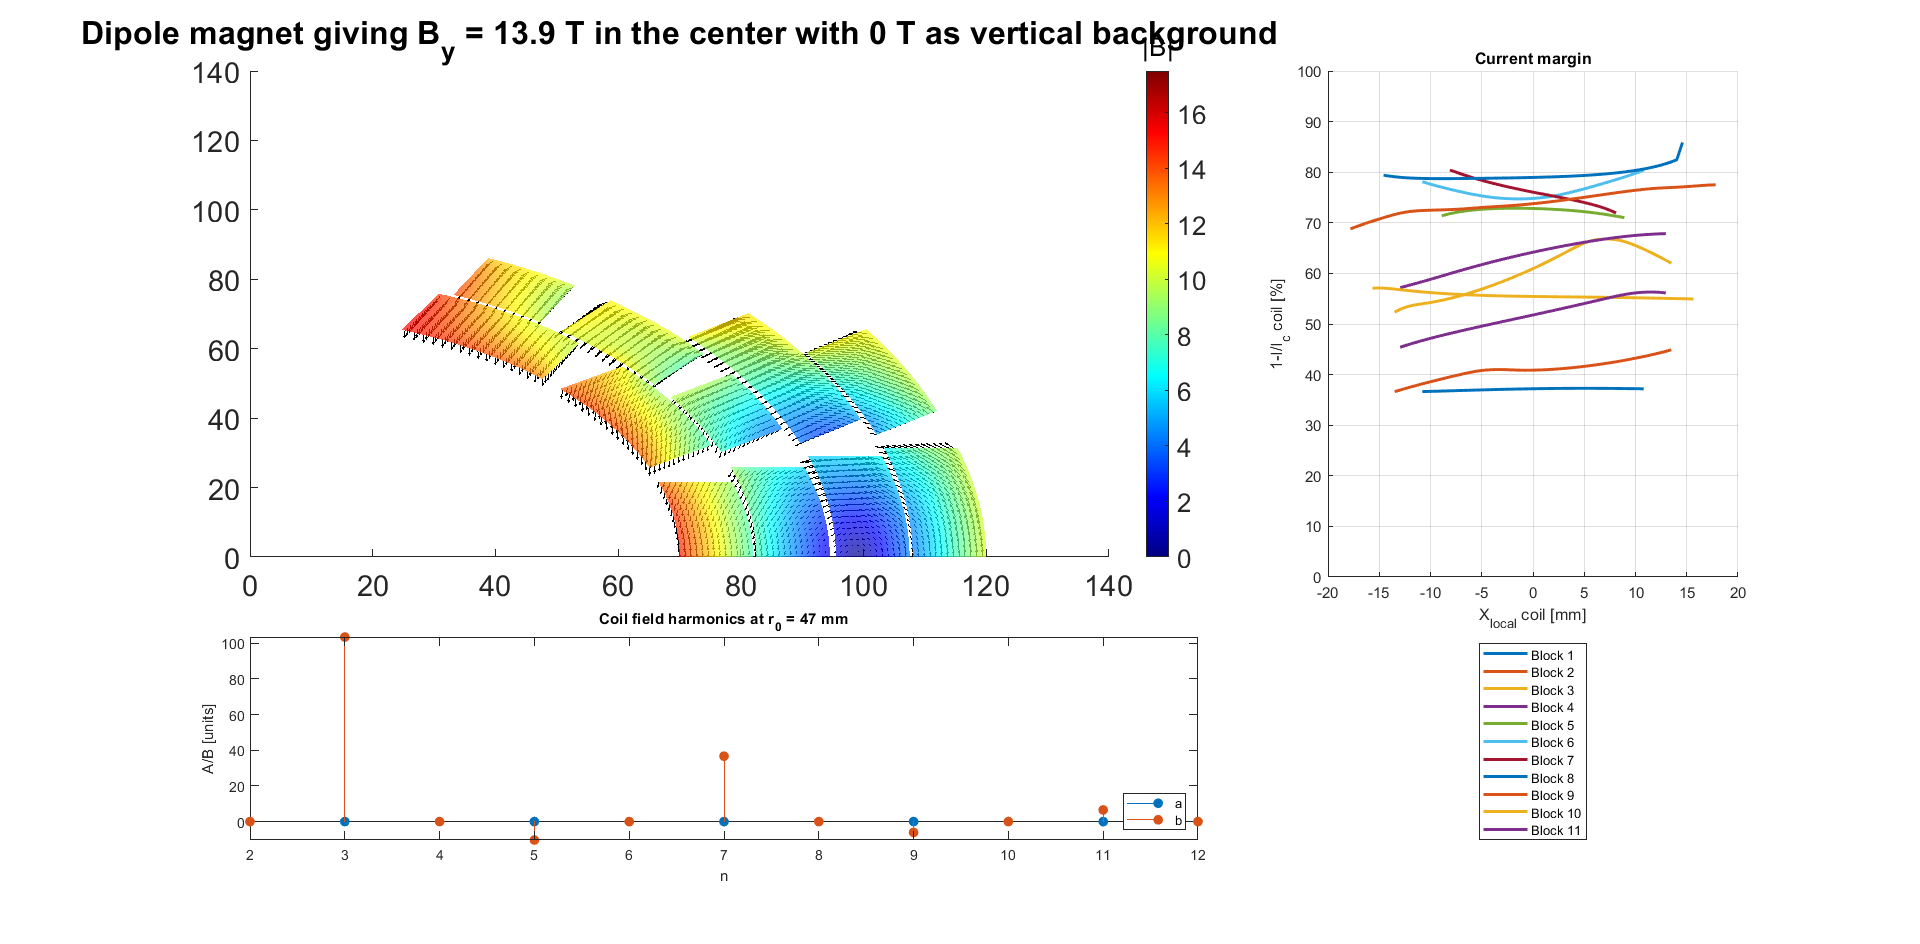 Dipole magnet giving By = 13.9 T in the center with 0 T as vertical background
|B|
140
120
100
80
60
40
20
0
0 20 40 60 80 100 120 140
16
14
12
10
8
6
4
2
0
Current margin
100
90
80
70
60
50
40
30
20
10
0
1-I/Ic coil [%]
-20 -15 -10 -5 0 5 10 15 20
Xlocal coil [mm]
Block 1
Block 2
Block 3
Block 4
Block 5
Block 6
Block 7
Block 8
Block 9
Block 10
Block 11
Coil field harmonics at r0 = 47 mm
100
80
60
40
20
0
A/B [units]
a
b
2 3 4 5 6 7 8 9 10 11 12
n